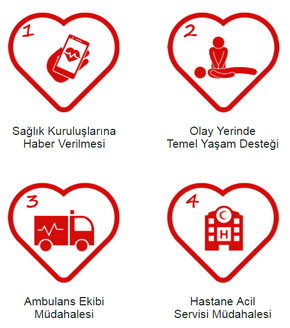 1
2
Sağlık Kuruluşlarına
Haber Verilmesi
Olay Yerinde
Temel Yaşam Desteği
3
4
C
H
Ambulans Ekibi
Müdahalesi
Hastane Acil
Servisi Müdahalesi